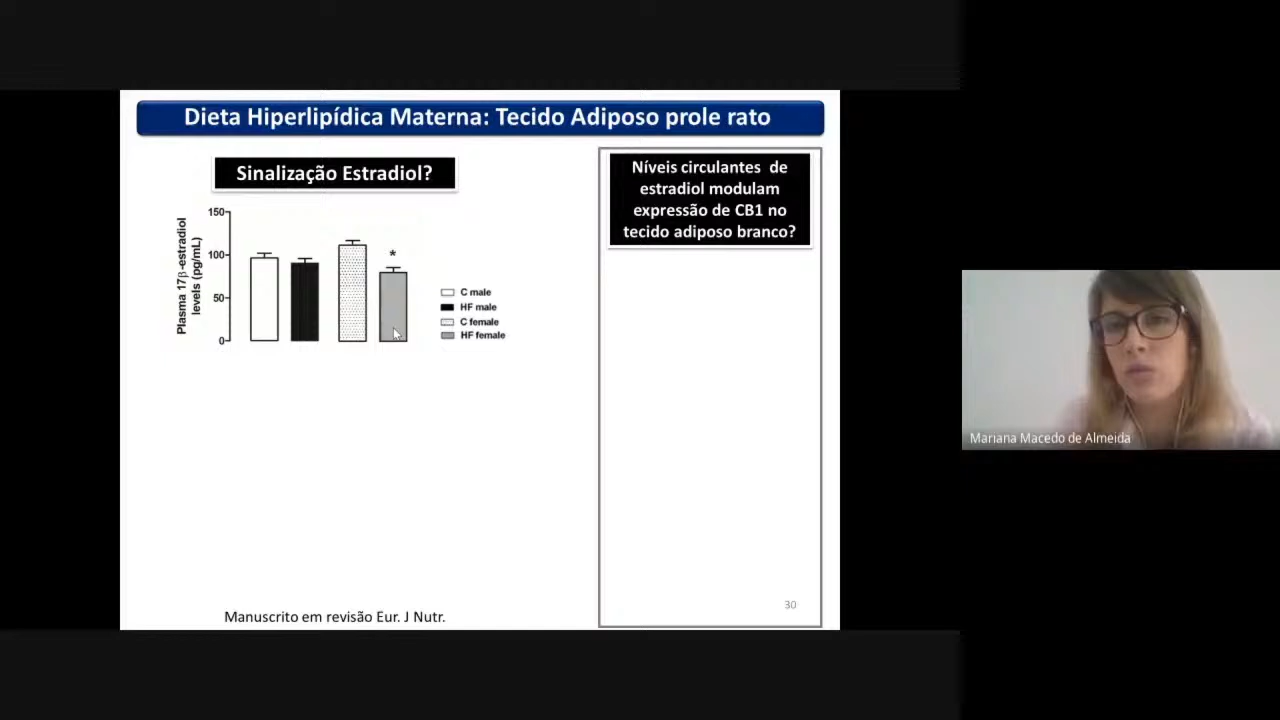 Dieta Hiperlipídica Materna: Tecido Adiposo prole rato
Sinalização Estradiol?
Plasma 17β-estradiol
levels (pg/mL)
150
100
50
0
*
C male
HF male
C female
HF female
Níveis circulantes de
estradiol modulam
expressão de CB1 no
tecido adiposo branco?
Manuscrito em revisão Eur. J Nutr.
30
Mariana Macedo de Almeida